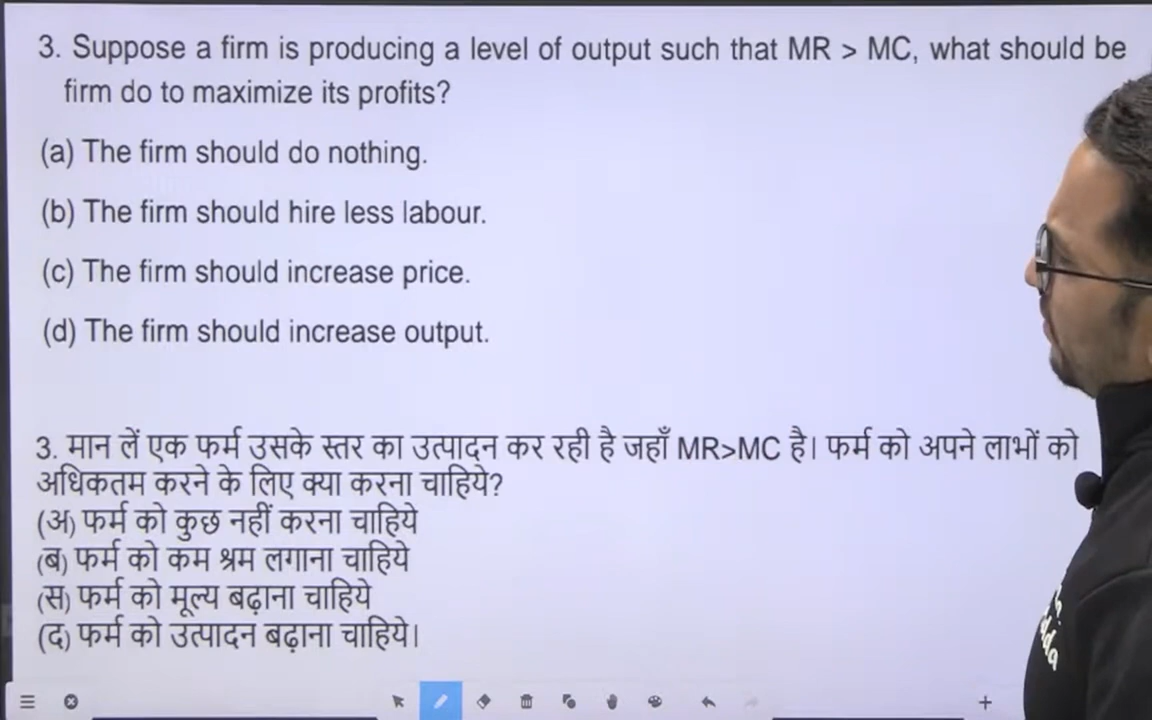 3. Suppose a firm is producing a level of output such that MR > MC, what should be
firm do to maximize its profits?
(a) The firm should do nothing.
(b) The firm should hire less labour.
(c) The firm should increase price.
(d) The firm should increase output.
3. मान लें एक फर्म उसके स्तर का उत्पादन कर रही है जहाँ MR>MC है। फर्म को अपने लाभों को
अधिकतम करने के लिए क्या करना चाहिये?
(अ) फर्म को कुछ नहीं करना चाहिये
(ब) फर्म को कम श्रम लगाना चाहिये
(स) फर्म को मूल्य बढ़ाना चाहिये
(द) फर्म को उत्पादन बढ़ाना चाहिये।